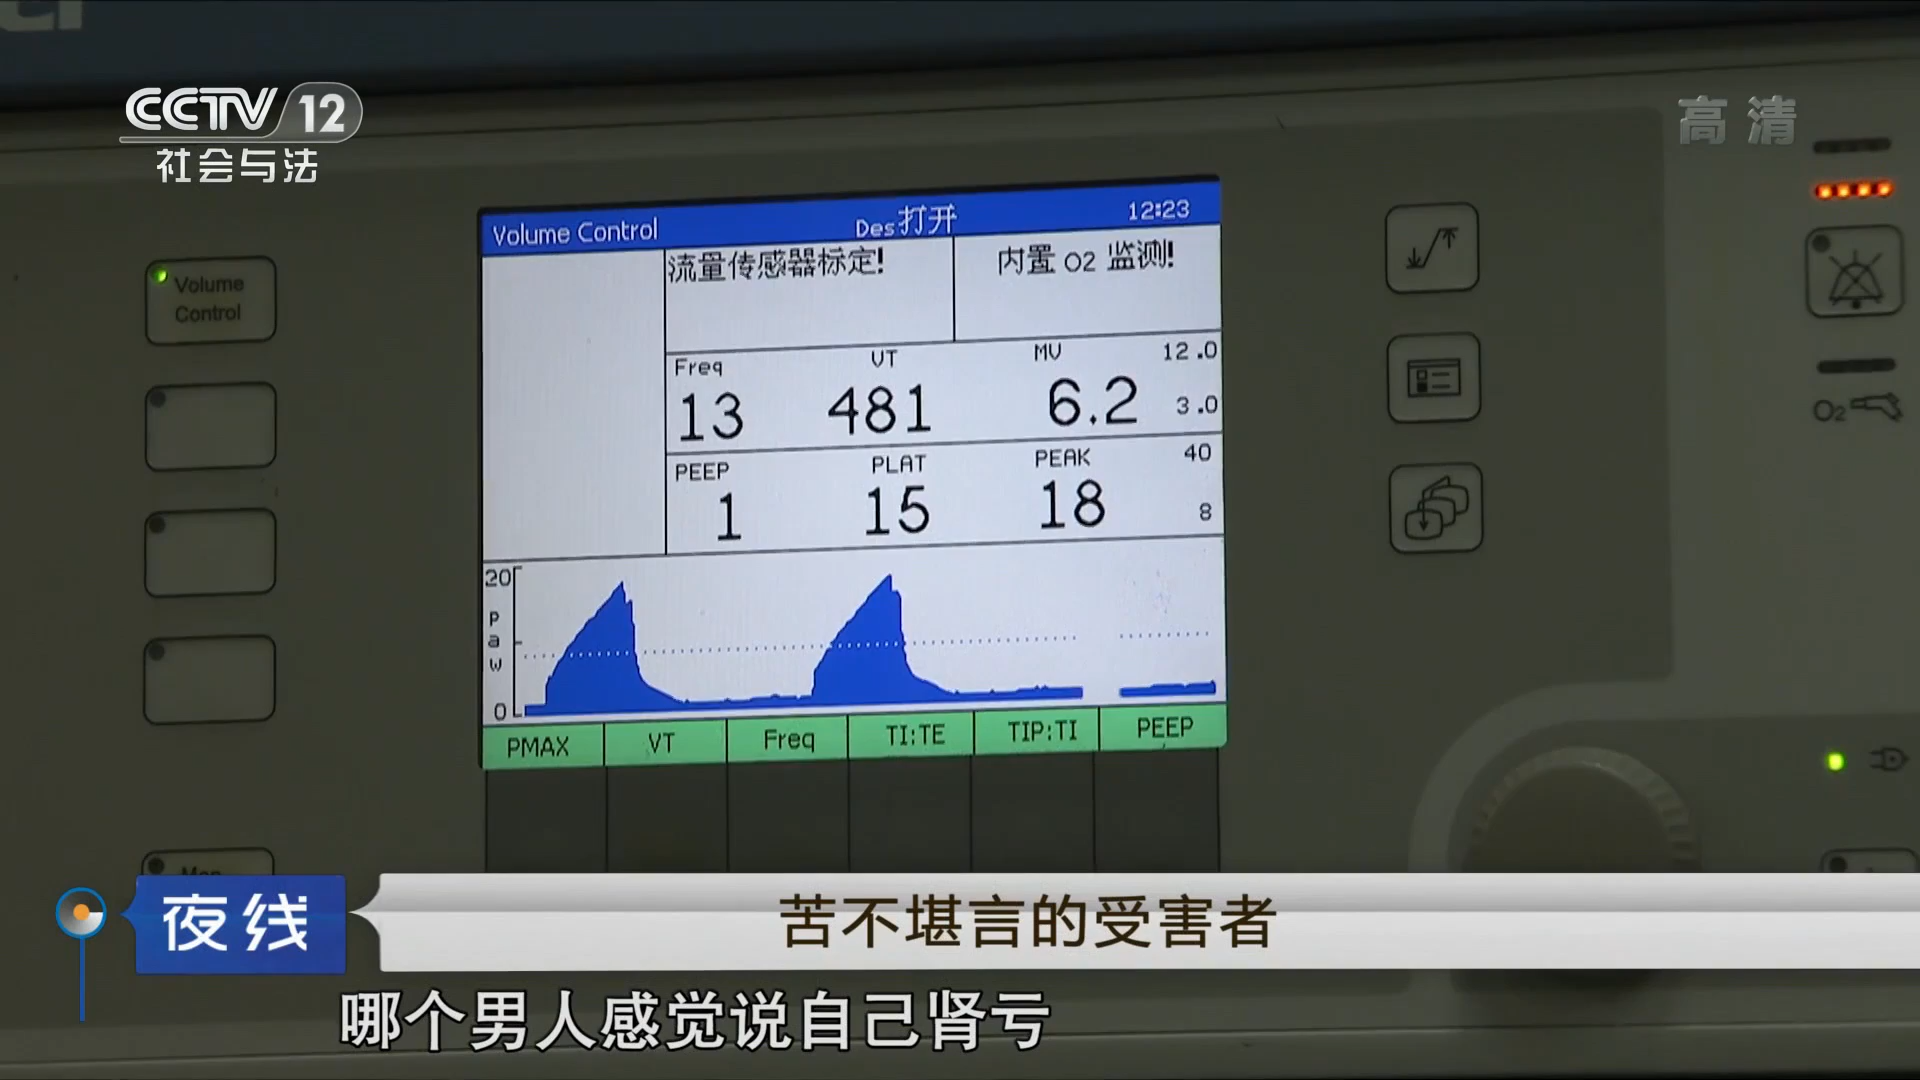 CCTV 12
社会与法
高清
Volume Control
Des打开
12:23
流量传感器标定!
内置 O2 监测!
Volume
Control
Freq
VT
MV
12.0
13
481
6.2
3.0
PEEP
PLAT
PEAK
40
1
15
18
8
O2
20
Paw
0
PMAX
VT
Freq
TI:TE
TIP:TI
PEEP
夜线
苦不堪言的受害者
哪个男人感觉说自己肾亏